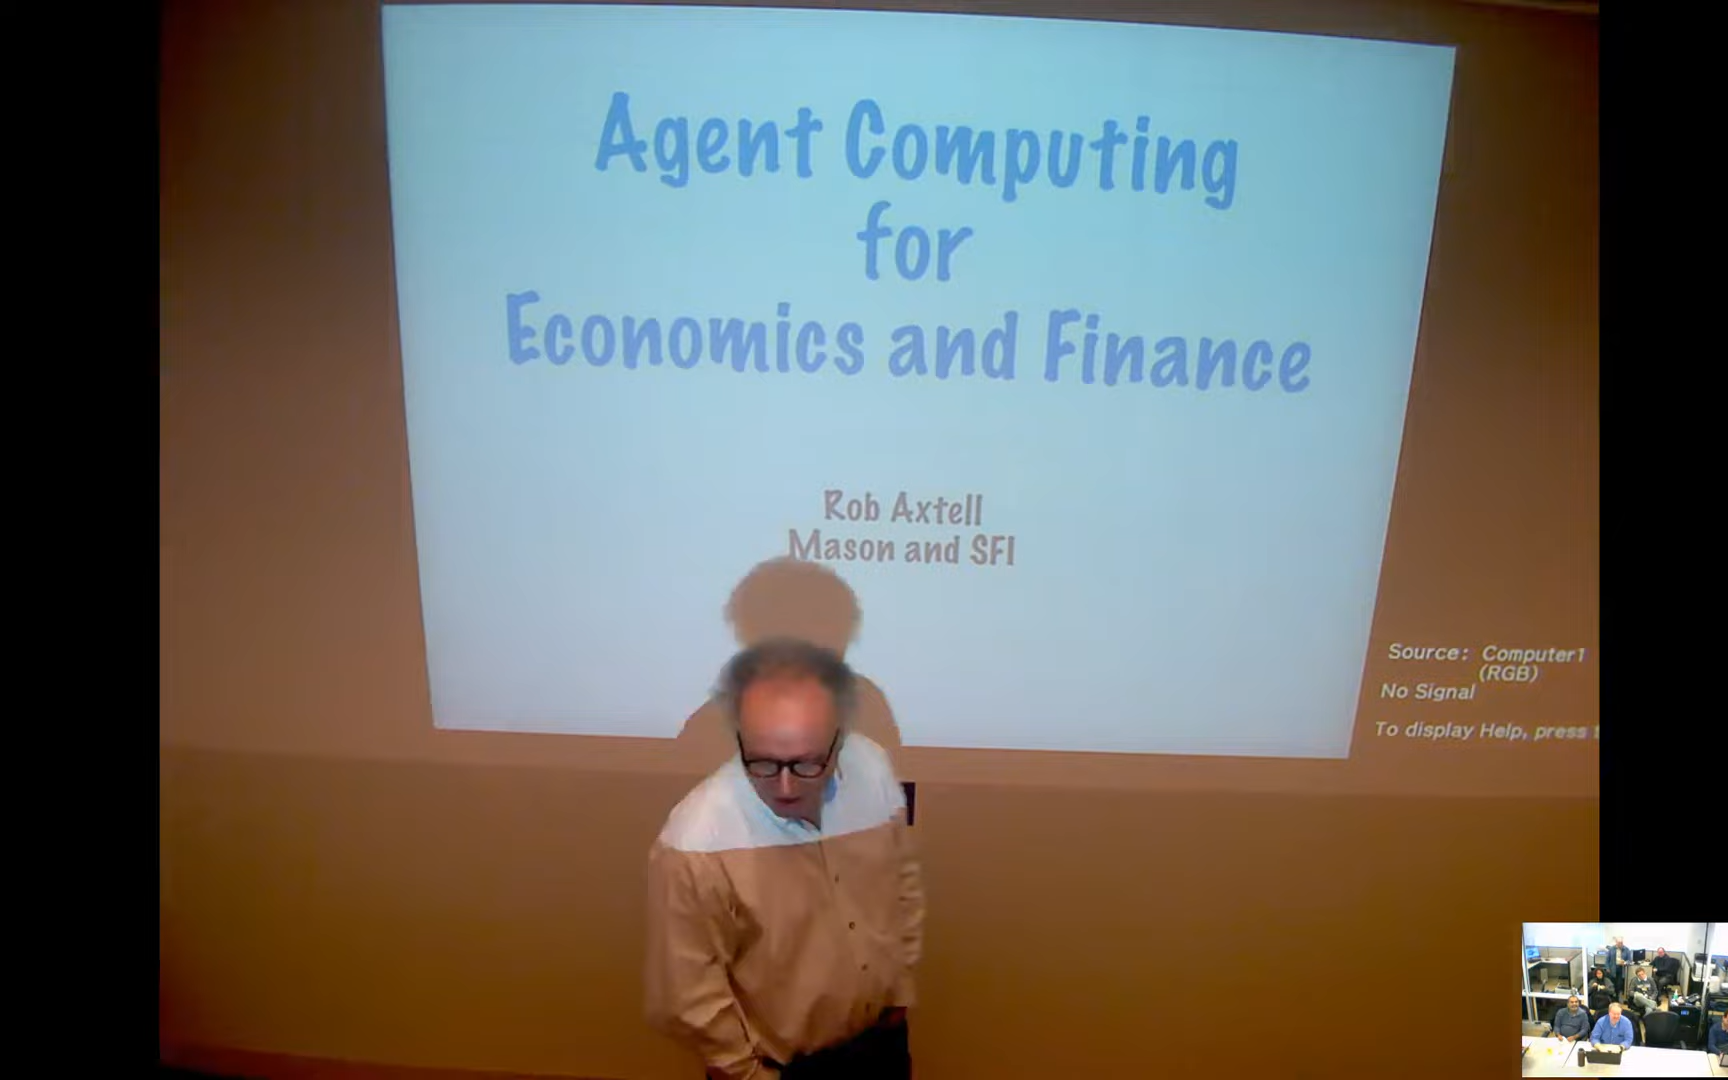 Agent Computing
for
Economics and Finance
Rob Axtell
Mason and SFI
Source: Computer1
(RGB)
No Signal
To display Help, press